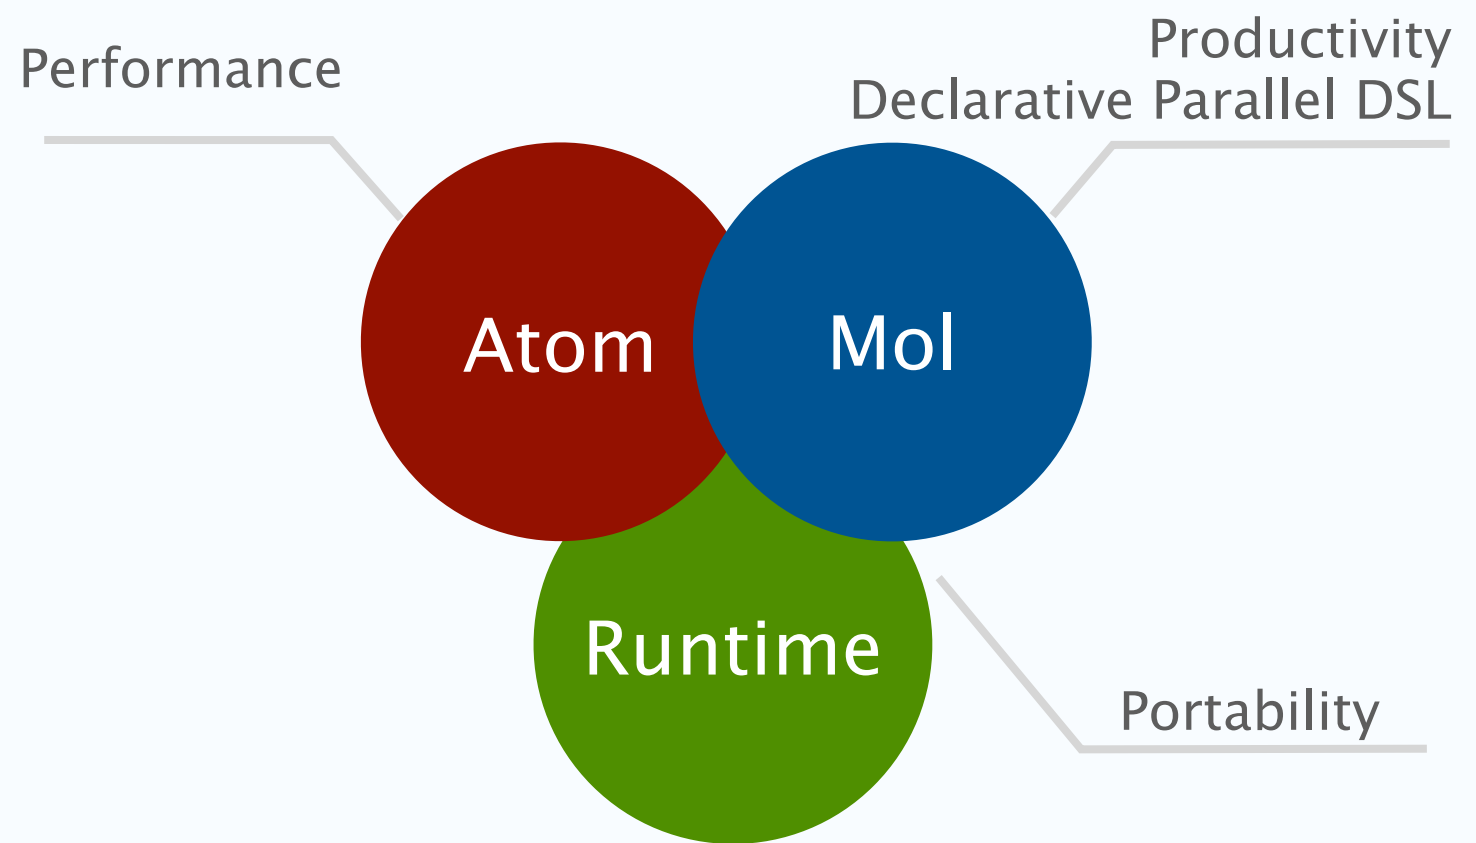 Performance
Productivity
Declarative Parallel DSL
Atom
Mol
Runtime
Portability